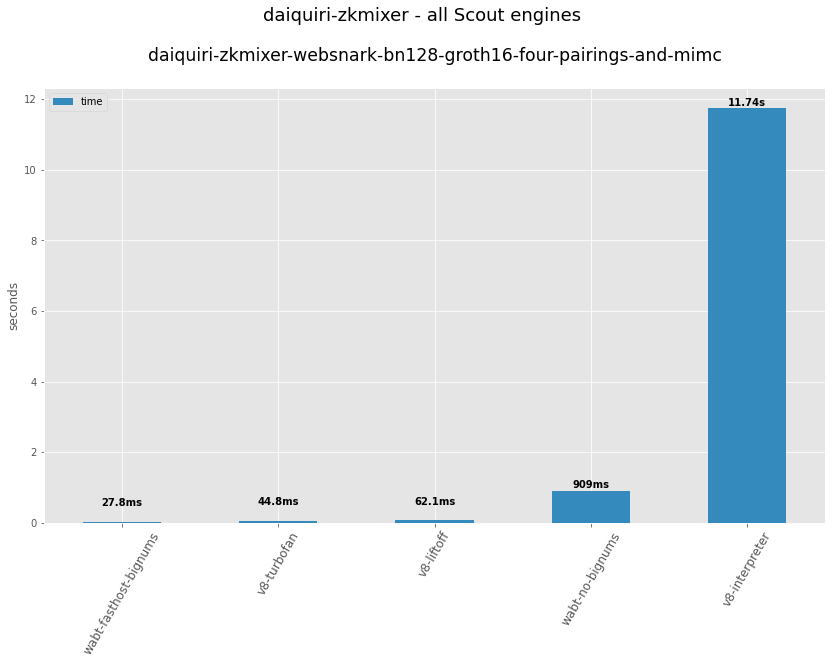 daiquiri-zkmixer - all Scout engines
daiquiri-zkmixer-websnark-bn128-groth16-four-pairings-and-mimc
time
12
10
8
6
4
2
0
seconds
27.8ms
44.8ms
62.1ms
909ms
11.74s
wabt-fasthost-bignums
v8-turbofan
v8-liftoff
wabt-no-bignums
v8-interpreter